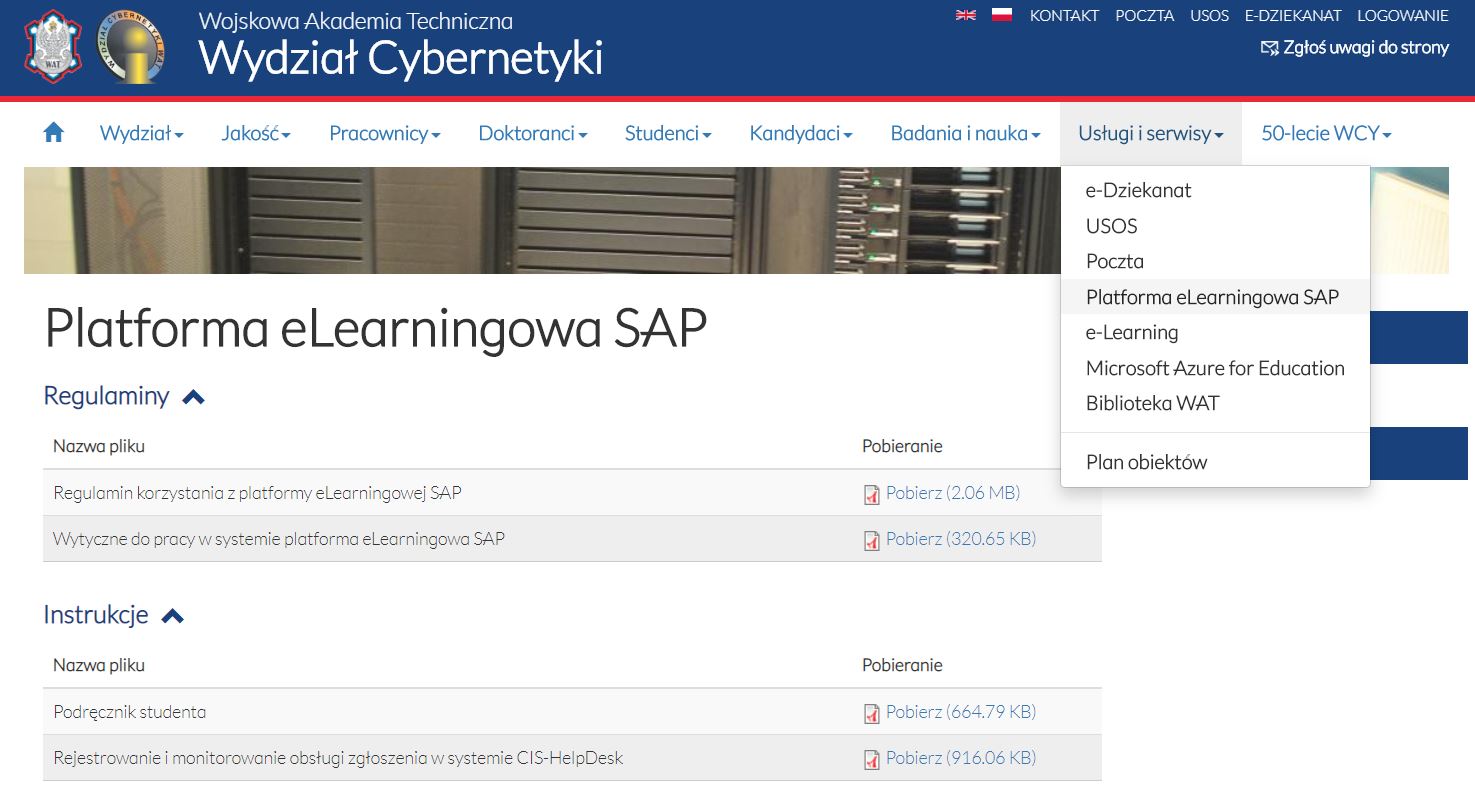 Wojskowa Akademia Techniczna
Wydział Cybernetyki
KONTAKT POCZTA USOS E-DZIEKANAT LOGOWANIE
Zgłoś uwagi do strony
WAT
WYDZIAŁ CYBERNETYKI WAT
Wydział Jakość Pracownicy Doktoranci Studenci Kandydaci Badania i nauka Usługi i serwisy 50-lecie WCY
e-Dziekanat
USOS
Poczta
Platforma eLearningowa SAP
e-Learning
Microsoft Azure for Education
Biblioteka WAT
Plan obiektów
Platforma eLearningowa SAP
Regulaminy
Nazwa pliku Pobieranie
Regulamin korzystania z platformy eLearningowej SAP Pobierz (2.06 MB)
Wytyczne do pracy w systemie platforma eLearningowa SAP Pobierz (320.65 KB)
Instrukcje
Nazwa pliku Pobieranie
Podręcznik studenta Pobierz (664.79 KB)
Rejestrowanie i monitorowanie obsługi zgłoszenia w systemie CIS-HelpDesk Pobierz (916.06 KB)